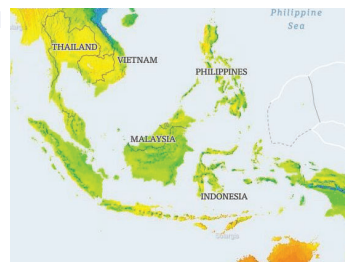 Philippine
Sea
THAILAND
VIETNAM
PHILIPPINES
MALAYSIA
INDONESIA